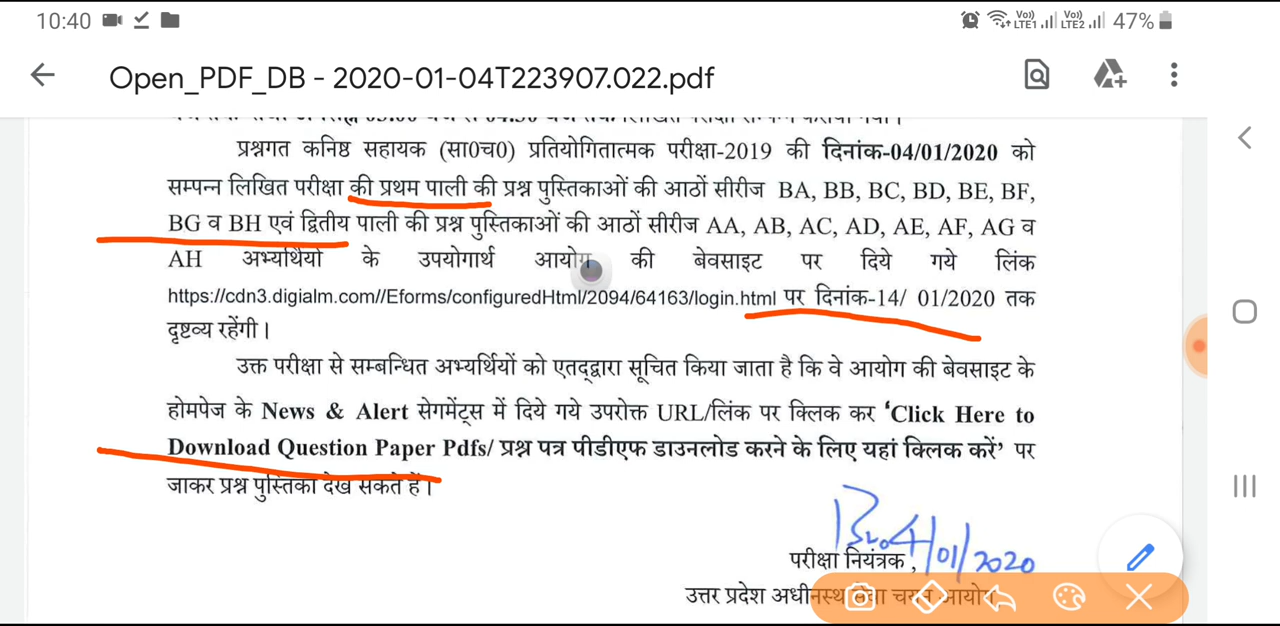 10:40
Vo)) LTE1 Vo)) LTE2 47%
Open_PDF_DB - 2020-01-04T223907.022.pdf
प्रश्नगत कनिष्ठ सहायक (सा0च0) प्रतियोगितात्मक परीक्षा-2019 की दिनांक-04/01/2020 को
सम्पन्न लिखित परीक्षा की प्रथम पाली की प्रश्न पुस्तिकाओं की आठों सीरीज BA, BB, BC, BD, BE, BF,
BG व BH एवं द्वितीय पाली की प्रश्न पुस्तिकाओं की आठों सीरीज AA, AB, AC, AD, AE, AF, AG व
AH अभ्यर्थियों के उपयोगार्थ आयोग की बेवसाइट पर दिये गये लिंक
https://cdn3.digialm.com//Eforms/configuredHtml/2094/64163/login.html पर दिनांक-14/ 01/2020 तक
दृष्टव्य रहेंगी।
उक्त परीक्षा से सम्बन्धित अभ्यर्थियों को एतद्द्वारा सूचित किया जाता है कि वे आयोग की बेवसाइट के
होमपेज के News & Alert सेगमेंट्स में दिये गये उपरोक्त URL/लिंक पर क्लिक कर ‘Click Here to
Download Question Paper Pdfs/ प्रश्न पत्र पीडीएफ डाउनलोड करने के लिए यहां क्लिक करें’ पर
जाकर प्रश्न पुस्तिका देख सकते हैं।
4/01/2020
परीक्षा नियंत्रक,
उत्तर प्रदेश अधीनस्थ सेवा चयन आयोग